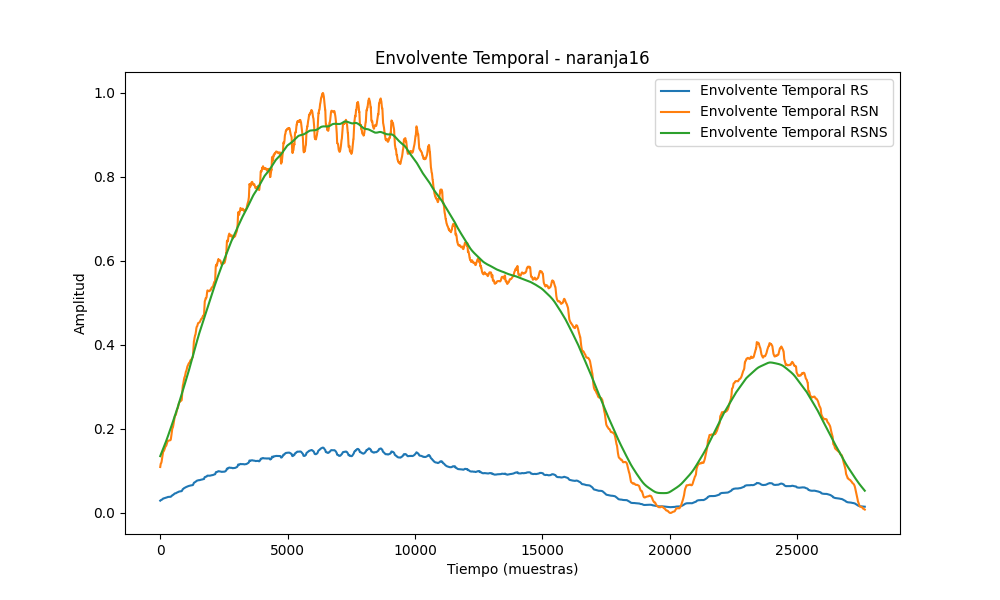 Envolvente Temporal - naranja16
Envolvente Temporal RS
Envolvente Temporal RSN
Envolvente Temporal RSNS
Amplitud
1.0
0.8
0.6
0.4
0.2
0.0
0
5000
10000
15000
20000
25000
Tiempo (muestras)